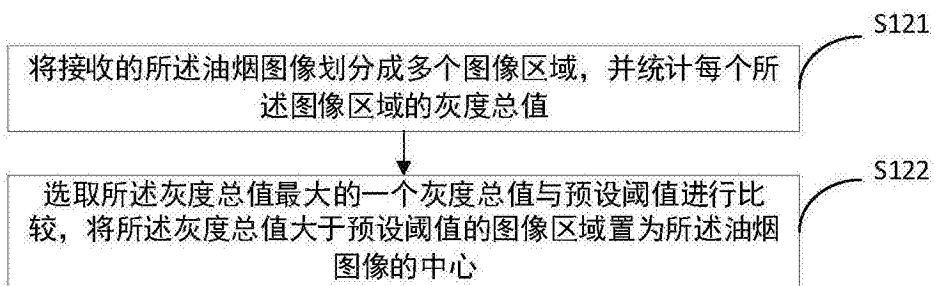 S121
将接收的所述油烟图像划分成多个图像区域，并统计每个所
述图像区域的灰度总值
S122
选取所述灰度总值最大的一个灰度总值与预设阈值进行比
较，将所述灰度总值大于预设阈值的图像区域置为所述油烟
图像的中心